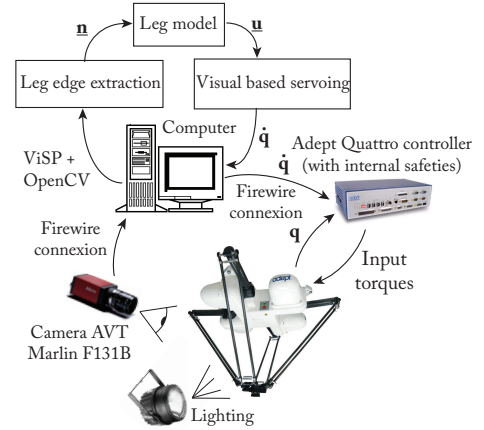 n
Leg model
u
Leg edge extraction
Visual based servoing
Computer
q̇
ViSP +
OpenCV
q̇
Adept Quattro controller
(with internal safeties)
Firewire
connexion
Firewire
connexion
q
Input
torques
adept
Camera AVT
Marlin F131B
Lighting